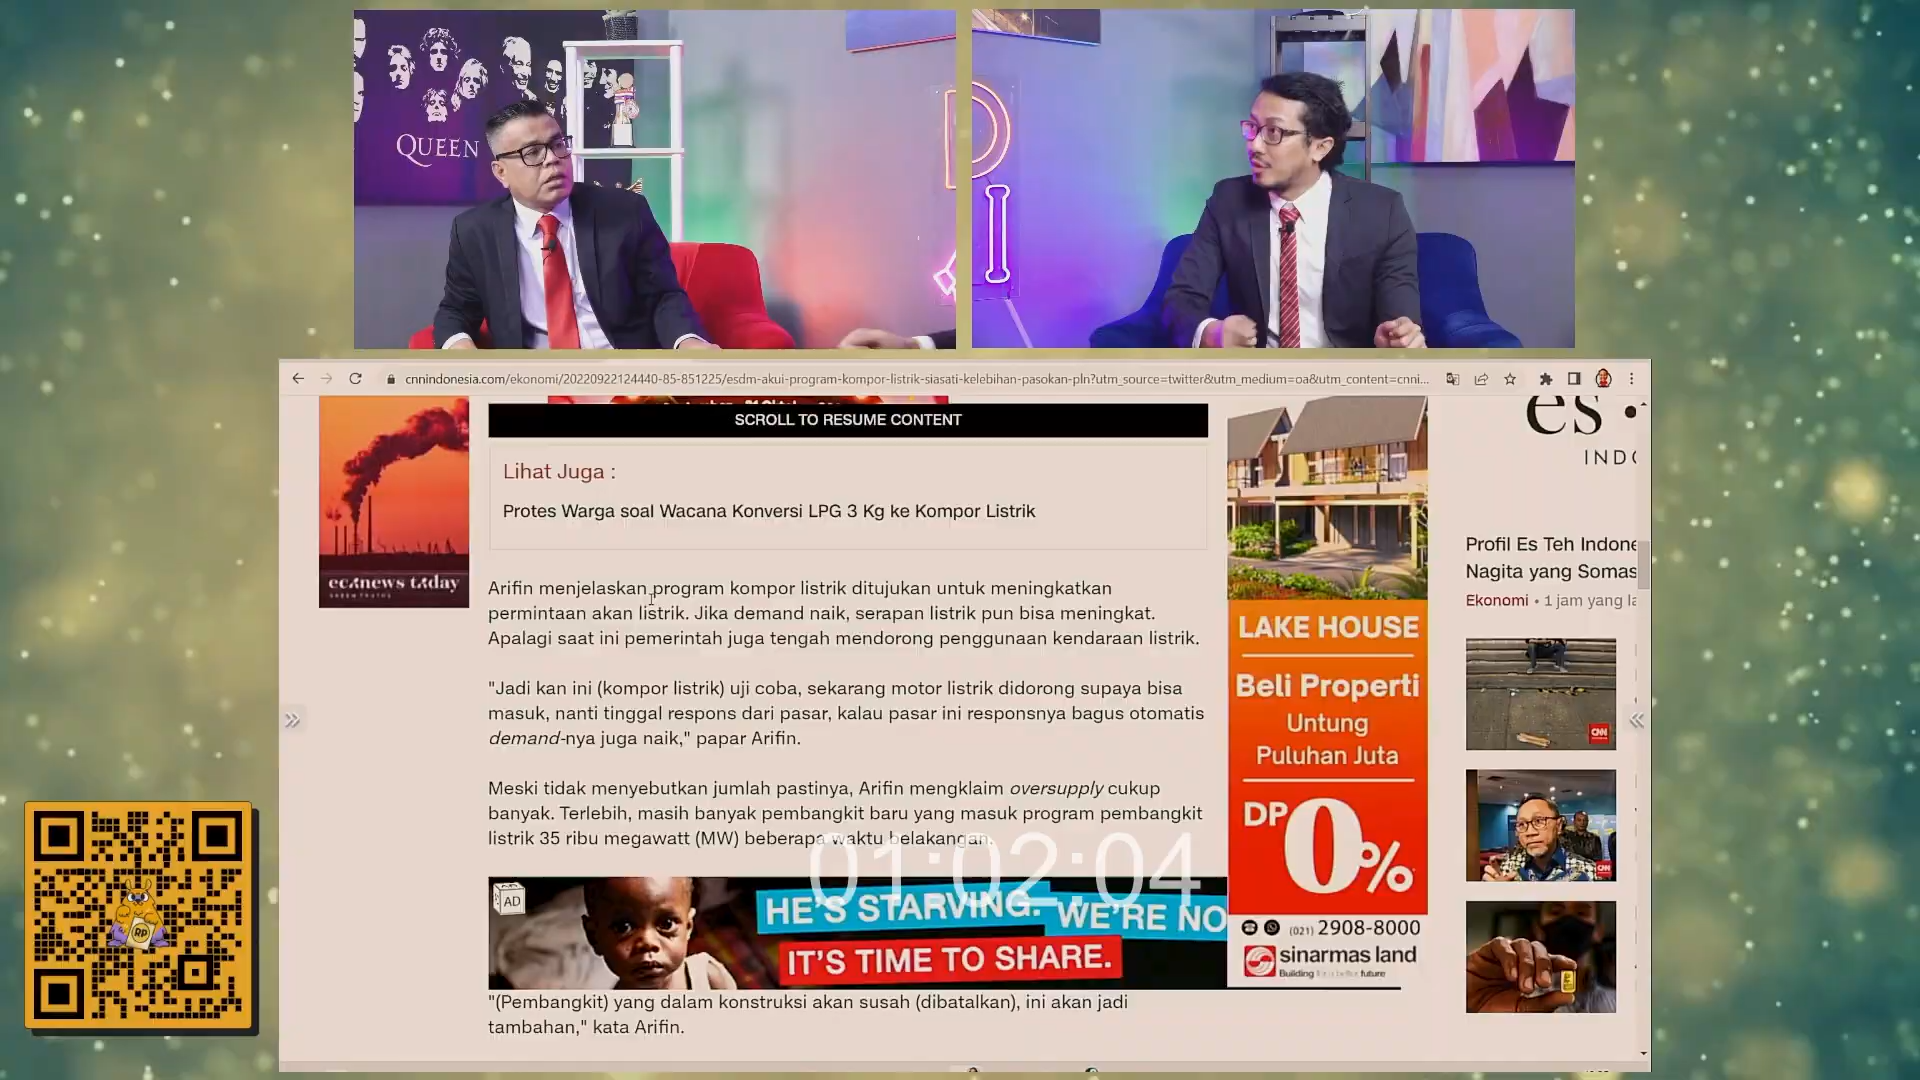 QUEEN
cnnindonesia.com/ekonomi/20220922124440-85-851225/esdm-akui-program-kompor-listrik-siasati-kelebihan-pasokan-pln?utm_source=twitter&utm_medium=oa&utm_content=cnni...
SCROLL TO RESUME CONTENT
Lihat Juga :
Protes Warga soal Wacana Konversi LPG 3 Kg ke Kompor Listrik
Arifin menjelaskan program kompor listrik ditujukan untuk meningkatkan
permintaan akan listrik. Jika demand naik, serapan listrik pun bisa meningkat.
Apalagi saat ini pemerintah juga tengah mendorong penggunaan kendaraan listrik.
"Jadi kan ini (kompor listrik) uji coba, sekarang motor listrik didorong supaya bisa
masuk, nanti tinggal respons dari pasar, kalau pasar ini responsnya bagus otomatis
demand-nya juga naik," papar Arifin.
Meski tidak menyebutkan jumlah pastinya, Arifin mengklaim oversupply cukup
banyak. Terlebih, masih banyak pembangkit baru yang masuk program pembangkit
listrik 35 ribu megawatt (MW) beberapa waktu belakangan.
01:02:04
AD
HE'S STARVING. WE'RE NO
IT'S TIME TO SHARE.
"(Pembangkit) yang dalam konstruksi akan susah (dibatalkan), ini akan jadi
tambahan," kata Arifin.
ecánews tóday
LAKE HOUSE
Beli Properti
Untung
Puluhan Juta
DP 0%
(021) 2908-8000
sinarmas land
Building for a better future
es
INDO
Profil Es Teh Indone
Nagita yang Somas
Ekonomi • 1 jam yang la
CNN
CNN
RP